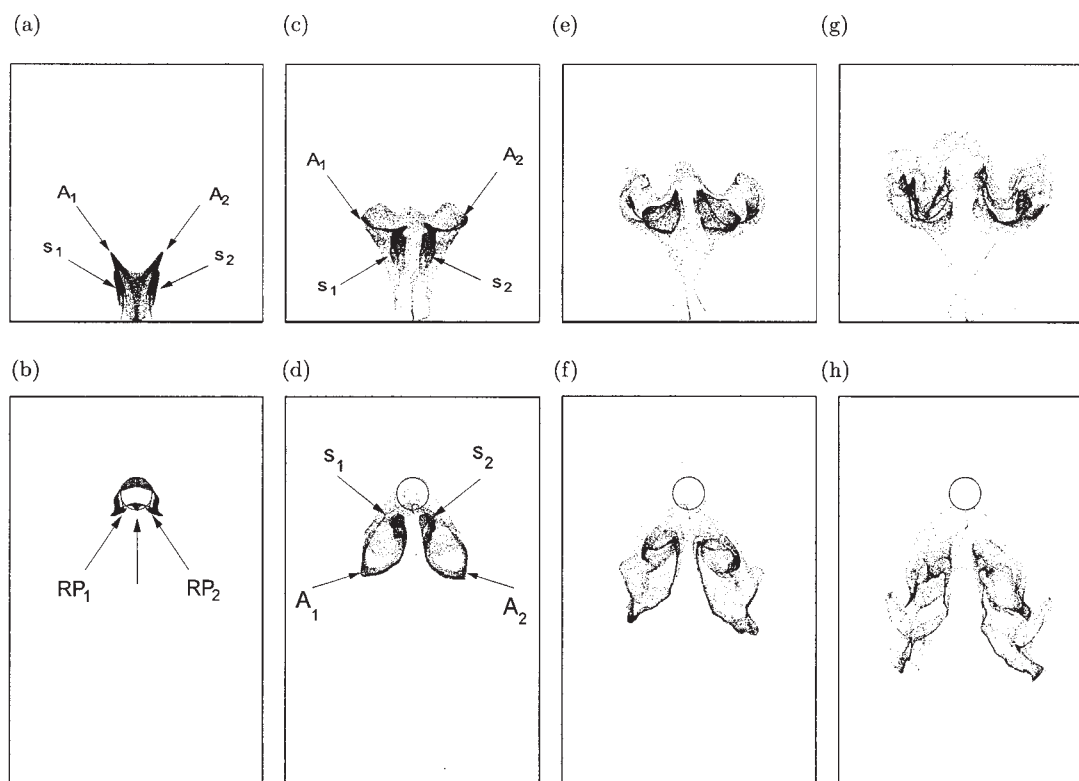 (a) (c) (e) (g)
A1 A2 A1 A2
s1 s2
s1 s2
(b) (d) (f) (h)
s1 s2
RP1 RP2
A1 A2